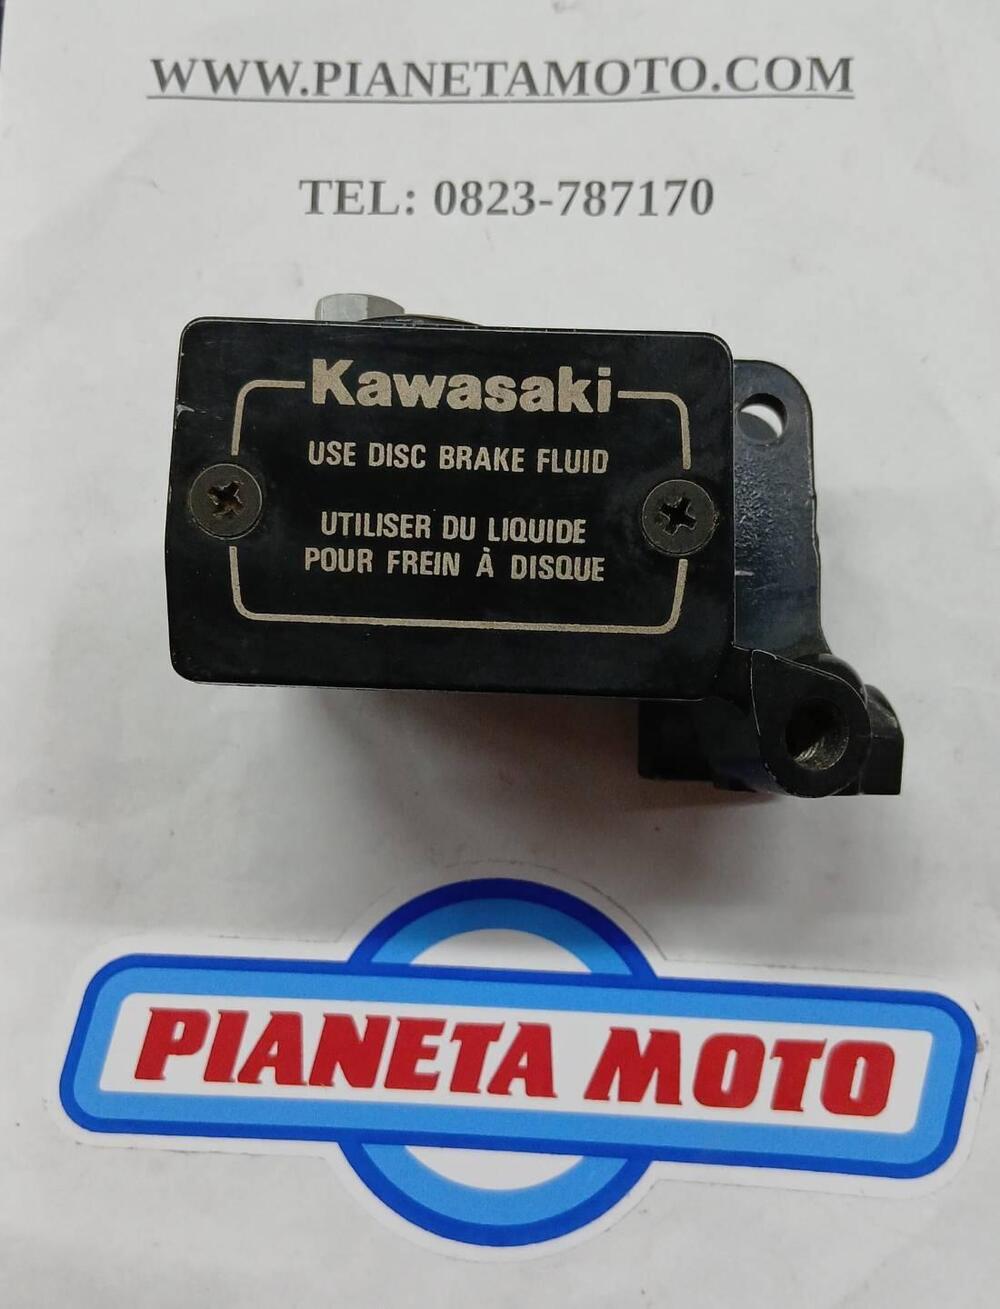 WWW.PIANETAMOTO.COM
TEL: 0823-787170
Kawasaki
USE DISC BRAKE FLUID
UTILISER DU LIQUIDE
POUR FREIN À DISQUE
PIANETA MOTO